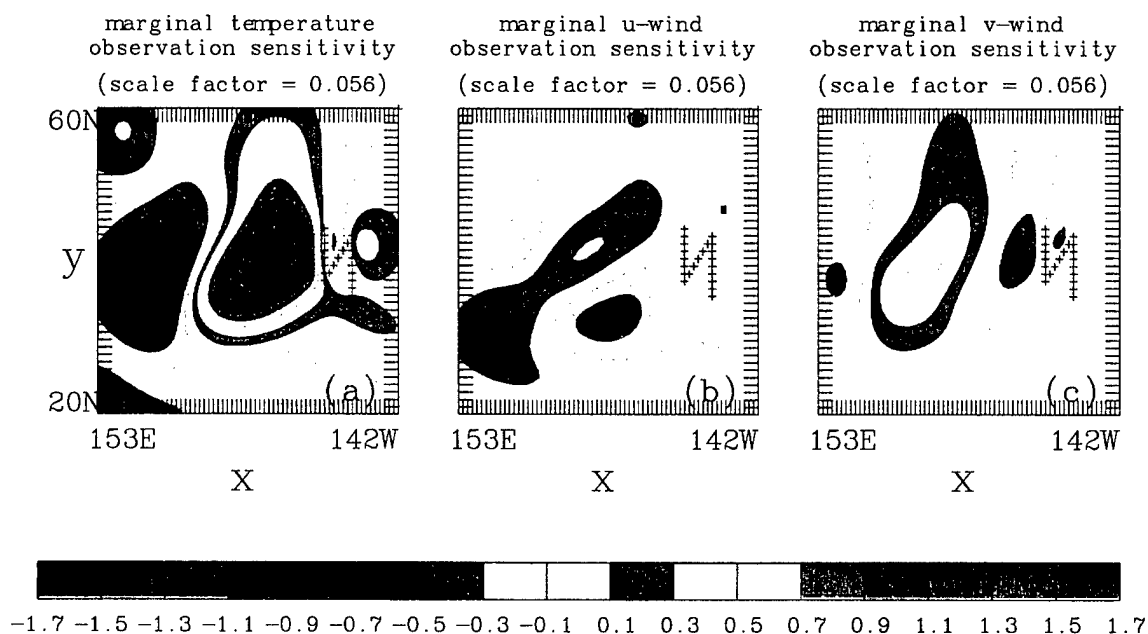 marginal temperature
observation sensitivity
(scale factor = 0.056)
marginal u-wind
observation sensitivity
(scale factor = 0.056)
marginal v-wind
observation sensitivity
(scale factor = 0.056)
60N
y
20N
(a)
(b)
(c)
153E 142W
153E 142W
153E 142W
X
X
X
-1.7 -1.5 -1.3 -1.1 -0.9 -0.7 -0.5 -0.3 -0.1 0.1 0.3 0.5 0.7 0.9 1.1 1.3 1.5 1.7